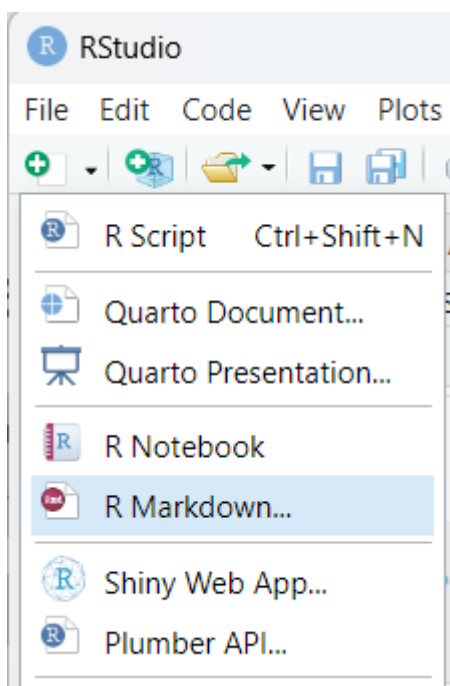 R RStudio
File Edit Code View Plots
R
R R Script Ctrl+Shift+N
Quarto Document...
Quarto Presentation...
R R Notebook
Rmd R Markdown...
R Shiny Web App...
R Plumber API...